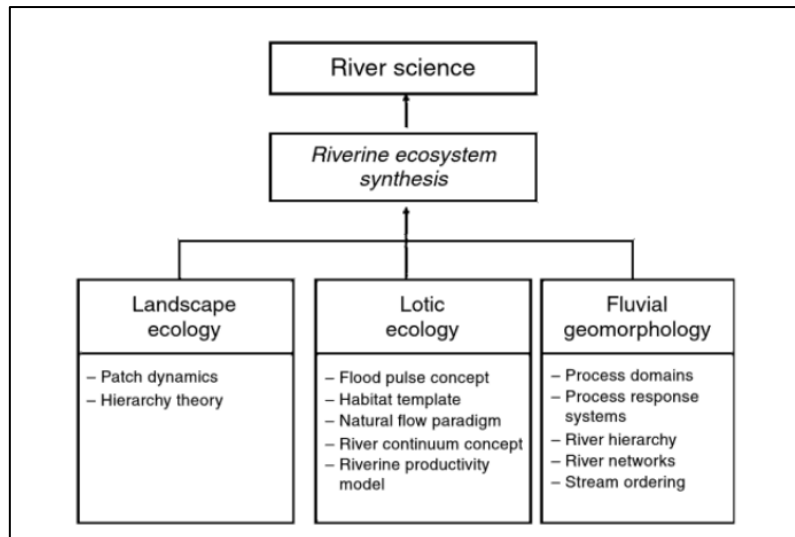 River science
Riverine ecosystem
synthesis
Landscape
ecology
– Patch dynamics
– Hierarchy theory
Lotic
ecology
– Flood pulse concept
– Habitat template
– Natural flow paradigm
– River continuum concept
– Riverine productivity
model
Fluvial
geomorphology
– Process domains
– Process response
systems
– River hierarchy
– River networks
– Stream ordering